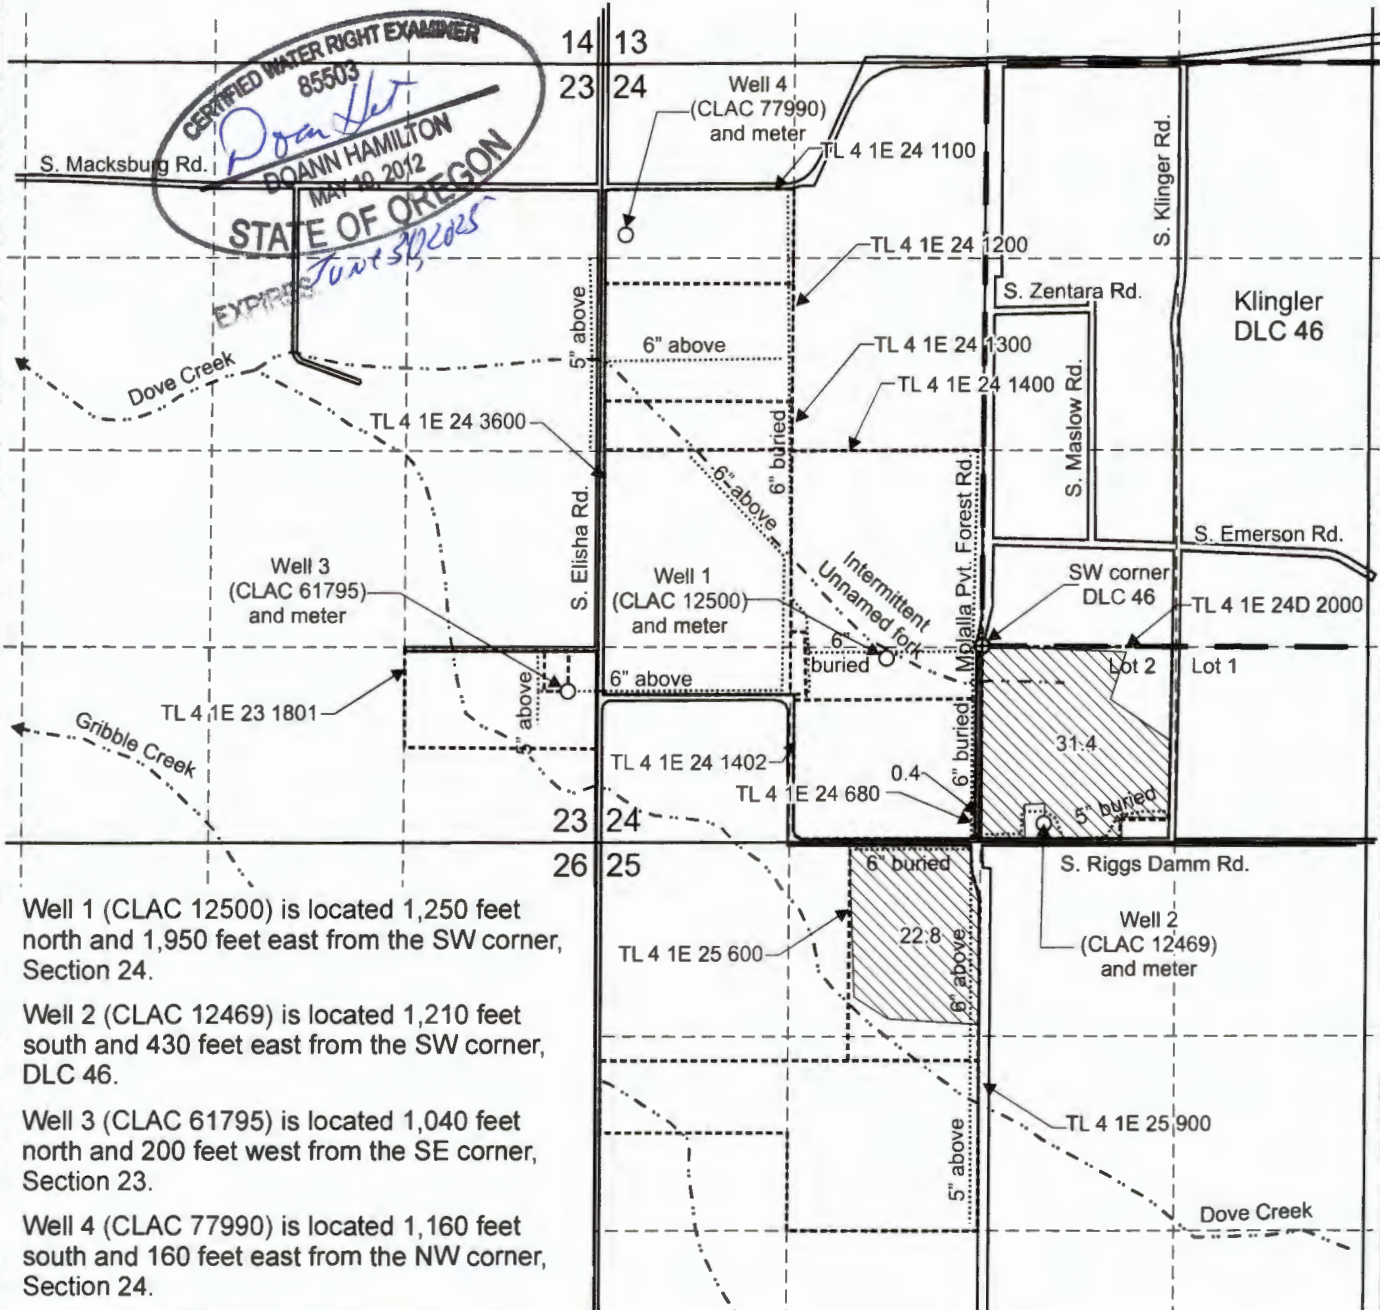 14 13
23 24
CERTIFIED WATER RIGHT EXAMINER
85503
DOANN HAMILTON
MAY 10, 2012
STATE OF OREGON
EXPIRES June 30, 2025
Well 4
(CLAC 77990)
and meter
S. Macksburg Rd.
TL 4 1E 24 1100
S. Klinger Rd.
TL 4 1E 24 1200
S. Zentara Rd.
Klingler
DLC 46
5" above
6" above
TL 4 1E 24 1300
Dove Creek
TL 4 1E 24 1400
TL 4 1E 24 3600
6" buried
S. Maslow Rd.
6" above
Molalla Pvt. Forest Rd.
S. Elisha Rd.
S. Emerson Rd.
Well 3
(CLAC 61795)
and meter
Well 1
(CLAC 12500)
and meter
Intermittent
Unnamed fork
SW corner
DLC 46
TL 4 1E 24D 2000
6"
buried
Lot 2 Lot 1
6" above
5" above
TL 4 1E 23 1801
Gribble Creek
TL 4 1E 24 1402
6" buried
31.4
0.4
TL 4 1E 24 680
5" buried
23 24
26 25
6" buried
S. Riggs Damm Rd.
22.8
TL 4 1E 25 600
6" above
Well 2
(CLAC 12469)
and meter
TL 4 1E 25 900
5" above
Dove Creek
Well 1 (CLAC 12500) is located 1,250 feet
north and 1,950 feet east from the SW corner,
Section 24.
Well 2 (CLAC 12469) is located 1,210 feet
south and 430 feet east from the SW corner,
DLC 46.
Well 3 (CLAC 61795) is located 1,040 feet
north and 200 feet west from the SE corner,
Section 23.
Well 4 (CLAC 77990) is located 1,160 feet
south and 160 feet east from the NW corner,
Section 24.